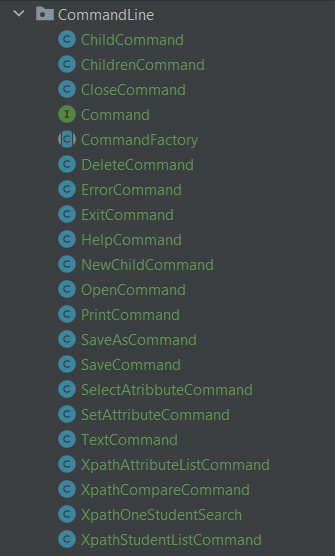 CommandLine
C ChildCommand
C ChildrenCommand
C CloseCommand
I Command
C CommandFactory
C DeleteCommand
C ErrorCommand
C ExitCommand
C HelpCommand
C NewChildCommand
C OpenCommand
C PrintCommand
C SaveAsCommand
C SaveCommand
C SelectAtribbuteCommand
C SetAttributeCommand
C TextCommand
C XpathAttributeListCommand
C XpathCompareCommand
C XpathOneStudentSearch
C XpathStudentListCommand